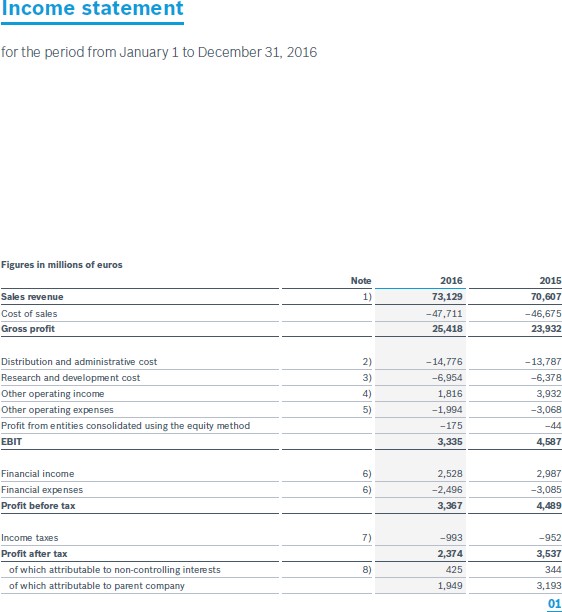 Income statement
for the period from January 1 to December 31, 2016
Figures in millions of euros
Note 2016 2015
Sales revenue 1) 73,129 70,607
Cost of sales –47,711 –46,675
Gross profit 25,418 23,932
Distribution and administrative cost 2) –14,776 –13,787
Research and development cost 3) –6,954 –6,378
Other operating income 4) 1,816 3,932
Other operating expenses 5) –1,994 –3,068
Profit from entities consolidated using the equity method –175 –44
EBIT 3,335 4,587
Financial income 6) 2,528 2,987
Financial expenses 6) –2,496 –3,085
Profit before tax 3,367 4,489
Income taxes 7) –993 –952
Profit after tax 2,374 3,537
of which attributable to non-controlling interests 8) 425 344
of which attributable to parent company 1,949 3,193
01